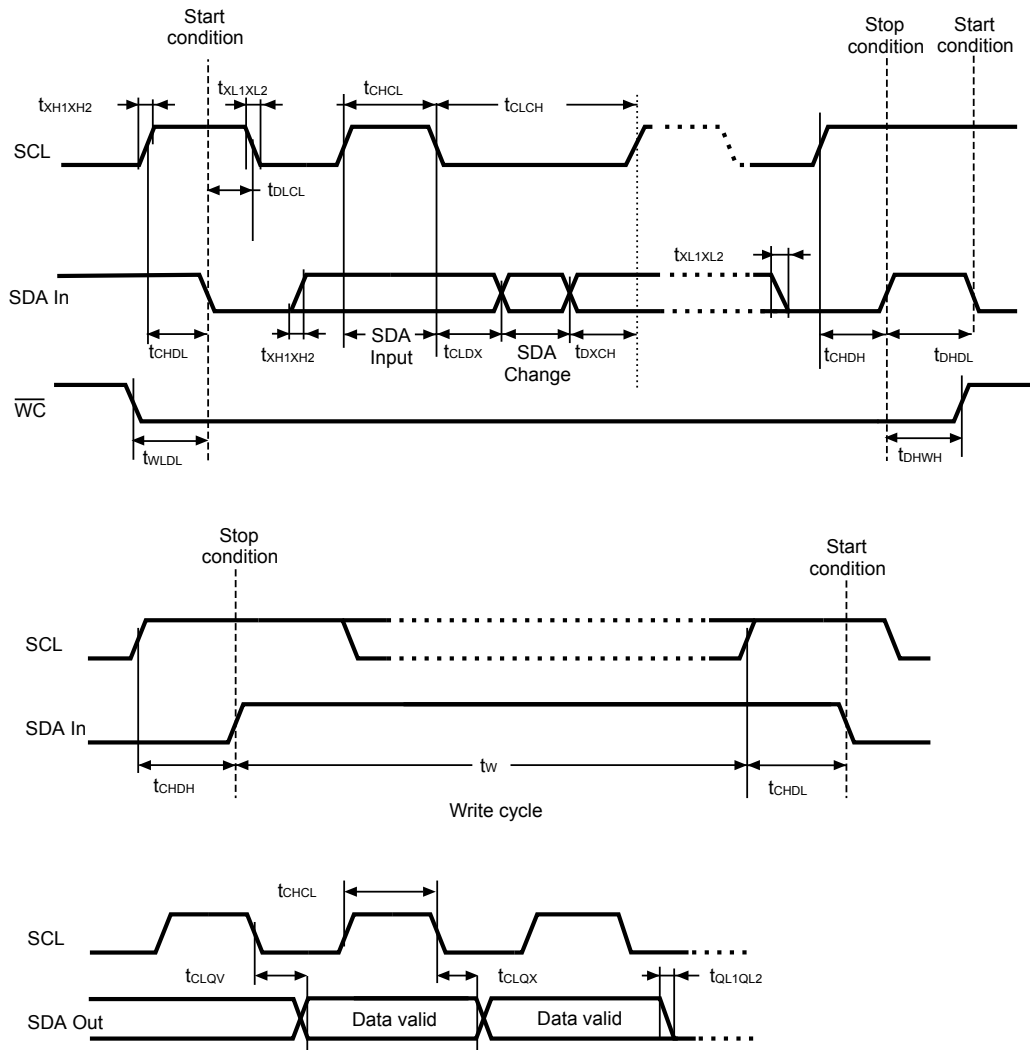 Start
condition
Stop
condition
Start
condition
tXH1XH2
tXL1XL2
tCHCL
tCLCH
SCL
tDLCL
tXL1XL2
SDA In
tCHDL
tXH1XH2
SDA
Input
tCLDX
SDA
Change
tDXCH
tCHDH
tDHDL
WC
tWLDL
tDHWH
Stop
condition
Start
condition
SCL
SDA In
tCHDH
tW
tCHDL
Write cycle
tCHCL
SCL
tCLQV
tCLQX
tQL1QL2
SDA Out
Data valid
Data valid